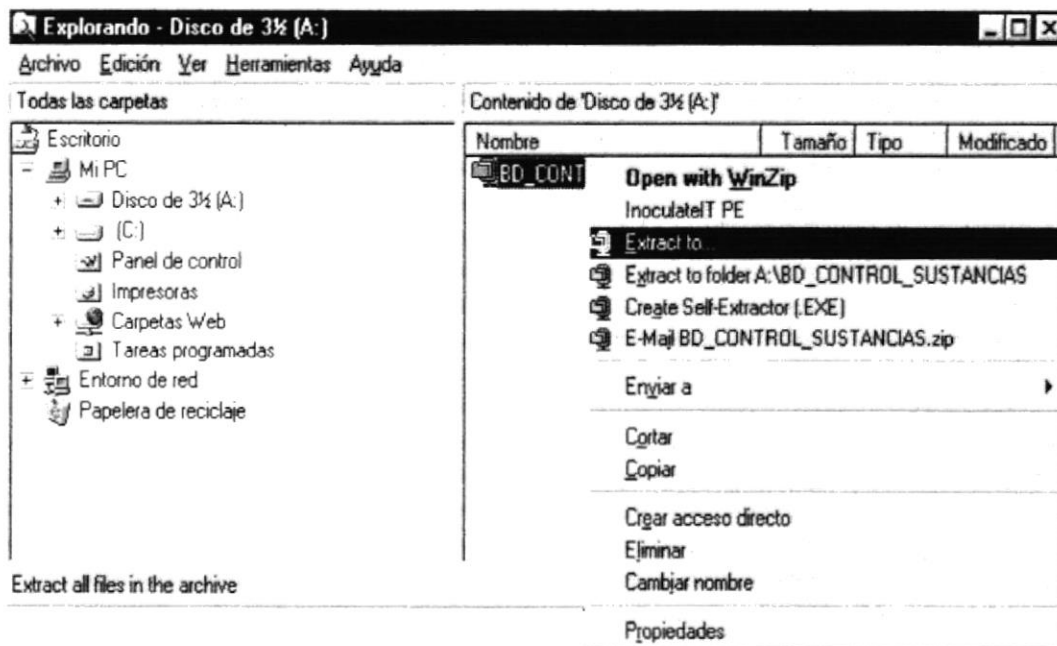 Explorando - Disco de 3½ (A:)
Archivo Edición Ver Herramientas Ayuda
Todas las carpetas
Contenido de 'Disco de 3½ (A:)'
Escritorio
Mi PC
Disco de 3½ (A:)
(C:)
Panel de control
Impresoras
Carpetas Web
Tareas programadas
Entorno de red
Papelera de reciclaje
Nombre Tamaño Tipo Modificado
BD_CONT
Open with WinZip
InoculateIT PE
Extract to...
Extract to folder A:\BD_CONTROL_SUSTANCIAS
Create Self-Extractor (.EXE)
E-Mail BD_CONTROL_SUSTANCIAS.zip
Enviar a
Cortar
Copiar
Crear acceso directo
Eliminar
Cambiar nombre
Propiedades
Extract all files in the archive